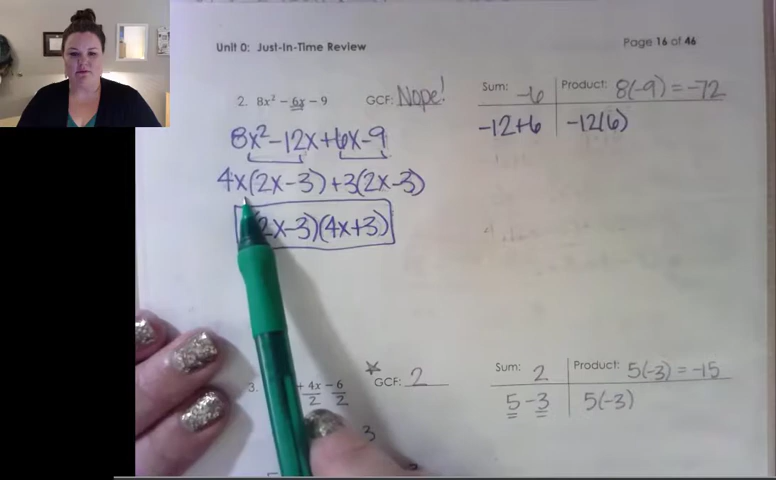 Unit 0: Just-In-Time Review
Page 16 of 46
2. 8x² - 6x - 9
GCF: Nope!
Sum: -6
Product: 8(-9) = -72
-12+6
-12(6)
8x²-12x+6x-9
4x(2x-3)+3(2x-3)
2x-3)(4x+3)
3.
+ 4x/2 - 6/2
GCF: 2
Sum: 2
Product: 5(-3) = -15
5 - 3
5(-3)
3